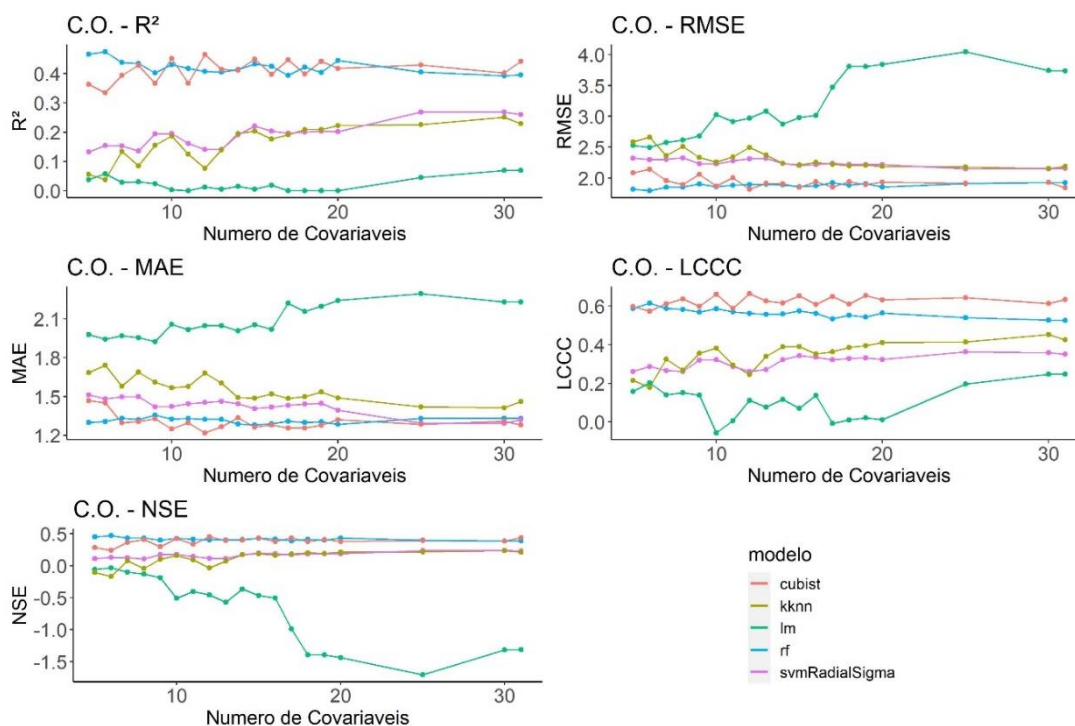 C.O. - R²
R²
0.4
0.3
0.2
0.1
0.0
10 20 30
Numero de Covariaveis
C.O. - RMSE
RMSE
4.0
3.5
3.0
2.5
2.0
10 20 30
Numero de Covariaveis
C.O. - MAE
MAE
2.1
1.8
1.5
1.2
10 20 30
Numero de Covariaveis
C.O. - LCCC
LCCC
0.6
0.4
0.2
0.0
10 20 30
Numero de Covariaveis
C.O. - NSE
NSE
0.5
0.0
-0.5
-1.0
-1.5
10 20 30
Numero de Covariaveis
modelo
cubist
kknn
lm
rf
svmRadialSigma